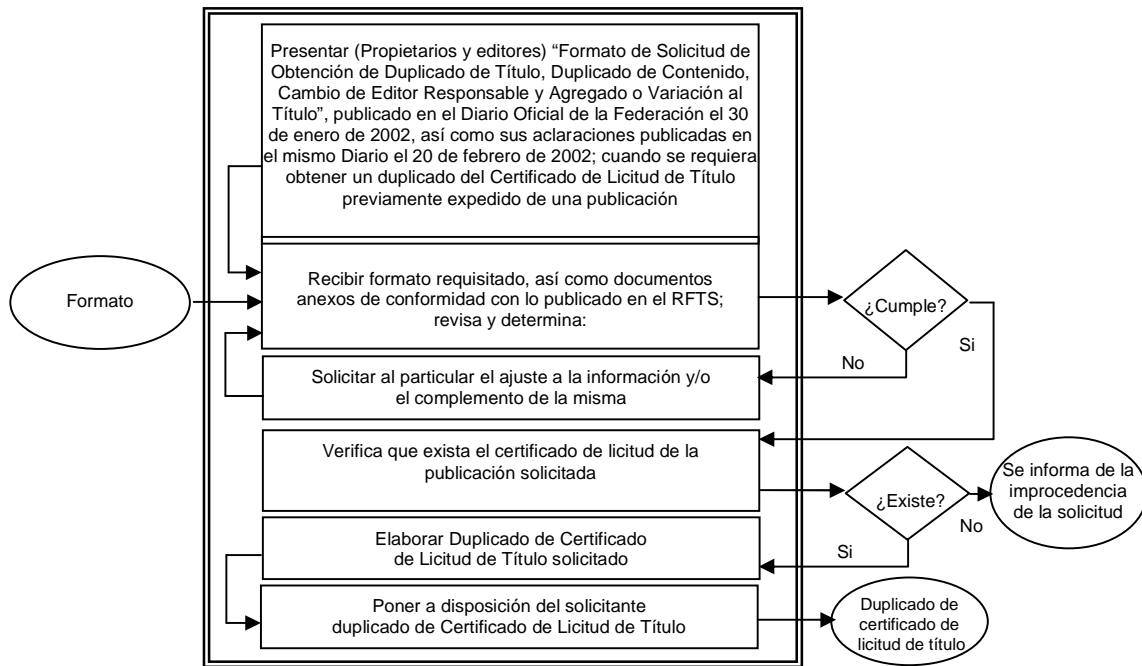 Presentar (Propietarios y editores) “Formato de Solicitud de
Obtención de Duplicado de Título, Duplicado de Contenido,
Cambio de Editor Responsable y Agregado o Variación al
Título”, publicado en el Diario Oficial de la Federación el 30
de enero de 2002, así como sus aclaraciones publicadas en
el mismo Diario el 20 de febrero de 2002; cuando se requiera
obtener un duplicado del Certificado de Licitud de Título
previamente expedido de una publicación
Formato
Recibir formato requisitado, así como documentos
anexos de conformidad con lo publicado en el RFTS;
revisa y determina:
¿Cumple?
Si
No
Solicitar al particular el ajuste a la información y/o
el complemento de la misma
Verifica que exista el certificado de licitud de la
publicación solicitada
¿Existe?
No
Si
Se informa de la
improcedencia
de la solicitud
Elaborar Duplicado de Certificado
de Licitud de Título solicitado
Poner a disposición del solicitante
duplicado de Certificado de Licitud de Título
Duplicado de
certificado de
licitud de título